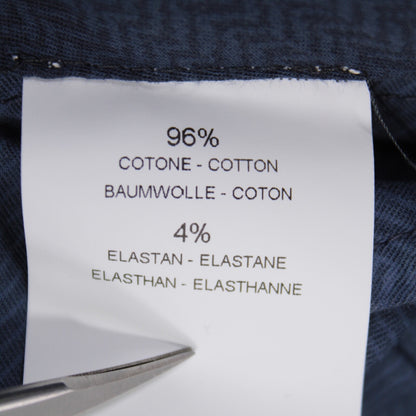 96%
COTONE - COTTON
BAUMWOLLE - COTON
4%
ELASTAN - ELASTANE
ELASTHAN - ELASTHANNE